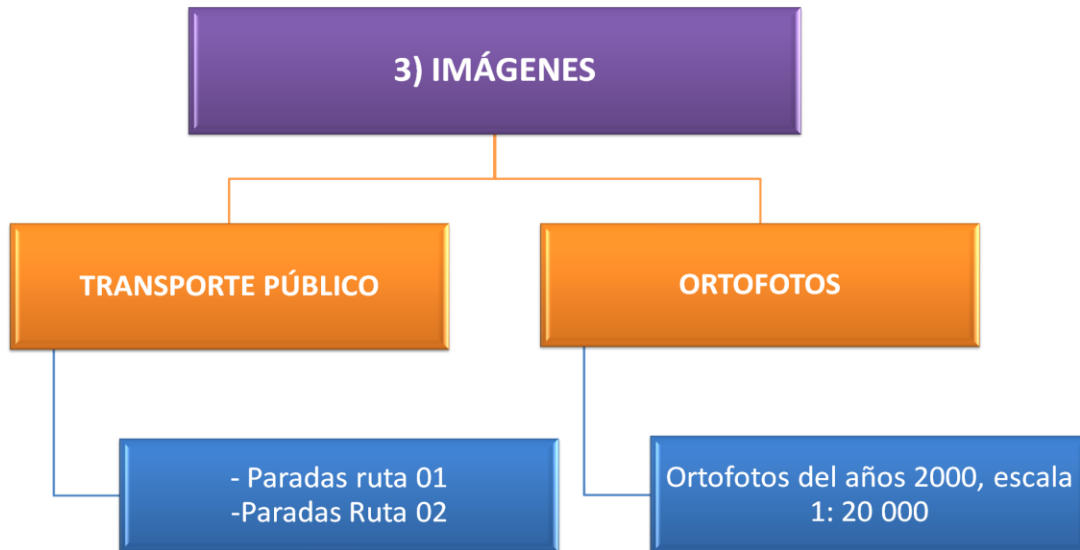 3) IMÁGENES
TRANSPORTE PÚBLICO
ORTOFOTOS
- Paradas ruta 01
-Paradas Ruta 02
Ortofotos del años 2000, escala
1: 20 000